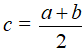 c = (a+b)/2